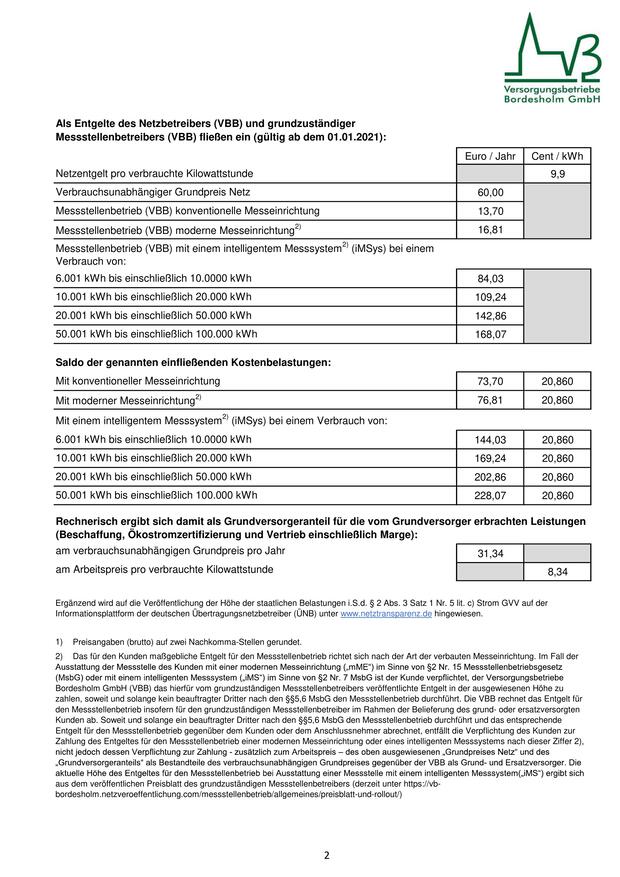 Versorgungsbetriebe
Bordesholm GmbH
Als Entgelte des Netzbetreibers (VBB) und grundzuständiger
Messstellenbetreibers (VBB) fließen ein (gültig ab dem 01.01.2021):
Euro / Jahr Cent / kWh
Netzentgelt pro verbrauchte Kilowattstunde 9,9
Verbrauchsunabhängiger Grundpreis Netz 60,00
Messstellenbetrieb (VBB) konventionelle Messeinrichtung 13,70
Messstellenbetrieb (VBB) moderne Messeinrichtung2) 16,81
Messstellenbetrieb (VBB) mit einem intelligentem Messsystem2) (iMSys) bei einem
Verbrauch von:
6.001 kWh bis einschließlich 10.0000 kWh 84,03
10.001 kWh bis einschließlich 20.000 kWh 109,24
20.001 kWh bis einschließlich 50.000 kWh 142,86
50.001 kWh bis einschließlich 100.000 kWh 168,07
Saldo der genannten einfließenden Kostenbelastungen:
Mit konventioneller Messeinrichtung 73,70 20,860
Mit moderner Messeinrichtung2) 76,81 20,860
Mit einem intelligentem Messsystem2) (iMSys) bei einem Verbrauch von:
6.001 kWh bis einschließlich 10.0000 kWh 144,03 20,860
10.001 kWh bis einschließlich 20.000 kWh 169,24 20,860
20.001 kWh bis einschließlich 50.000 kWh 202,86 20,860
50.001 kWh bis einschließlich 100.000 kWh 228,07 20,860
Rechnerisch ergibt sich damit als Grundversorgeranteil für die vom Grundversorger erbrachten Leistungen
(Beschaffung, Ökostromzertifizierung und Vertrieb einschließlich Marge):
am verbrauchsunabhängigen Grundpreis pro Jahr 31,34
am Arbeitspreis pro verbrauchte Kilowattstunde 8,34
Ergänzend wird auf die Veröffentlichung der Höhe der staatlichen Belastungen i.S.d. § 2 Abs. 3 Satz 1 Nr. 5 lit. c) Strom GVV auf der
Informationsplattform der deutschen Übertragungsnetzbetreiber (ÜNB) unter www.netztransparenz.de hingewiesen.
1) Preisangaben (brutto) auf zwei Nachkomma-Stellen gerundet.
2) Das für den Kunden maßgebliche Entgelt für den Messstellenbetrieb richtet sich nach der Art der verbauten Messeinrichtung. Im Fall der
Ausstattung der Messstelle des Kunden mit einer modernen Messeinrichtung („mME“) im Sinne von §2 Nr. 15 Messstellenbetriebsgesetz
(MsbG) oder mit einem intelligenten Messsystem („iMS“) im Sinne von §2 Nr. 7 MsbG ist der Kunde verpflichtet, der Versorgungsbetriebe
Bordesholm GmbH (VBB) das hierfür vom grundzuständigen Messstellenbetreibers veröffentlichte Entgelt in der ausgewiesenen Höhe zu
zahlen, soweit und solange kein beauftragter Dritter nach den §§5,6 MsbG den Messstellenbetrieb durchführt. Die VBB rechnet das Entgelt für
den Messstellenbetrieb insofern für den grundzuständigen Messstellenbetreiber im Rahmen der Belieferung des grund- oder ersatzversorgten
Kunden ab. Soweit und solange ein beauftragter Dritter nach den §§5,6 MsbG den Messstellenbetrieb durchführt und das entsprechende
Entgelt für den Messstellenbetrieb gegenüber dem Kunden oder dem Anschlussnehmer abrechnet, entfällt die Verpflichtung des Kunden zur
Zahlung des Entgeltes für den Messstellenbetrieb einer modernen Messeinrichtung oder eines intelligenten Messsystems nach dieser Ziffer 2),
nicht jedoch dessen Verpflichtung zur Zahlung - zusätzlich zum Arbeitspreis – des oben ausgewiesenen „Grundpreises Netz“ und des
„Grundversorgeranteils“ als Bestandteile des verbrauchsunabhängigen Grundpreises gegenüber der VBB als Grund- und Ersatzversorger. Die
aktuelle Höhe des Entgeltes für den Messstellenbetrieb bei Ausstattung einer Messstelle mit einem intelligenten Messsystem(„iMS“) ergibt sich
aus dem veröffentlichen Preisblatt des grundzuständigen Messstellenbetreibers (derzeit unter https://vb-
bordesholm.netzveroeffentlichung.com/messstellenbetrieb/allgemeines/preisblatt-und-rollout/)
2